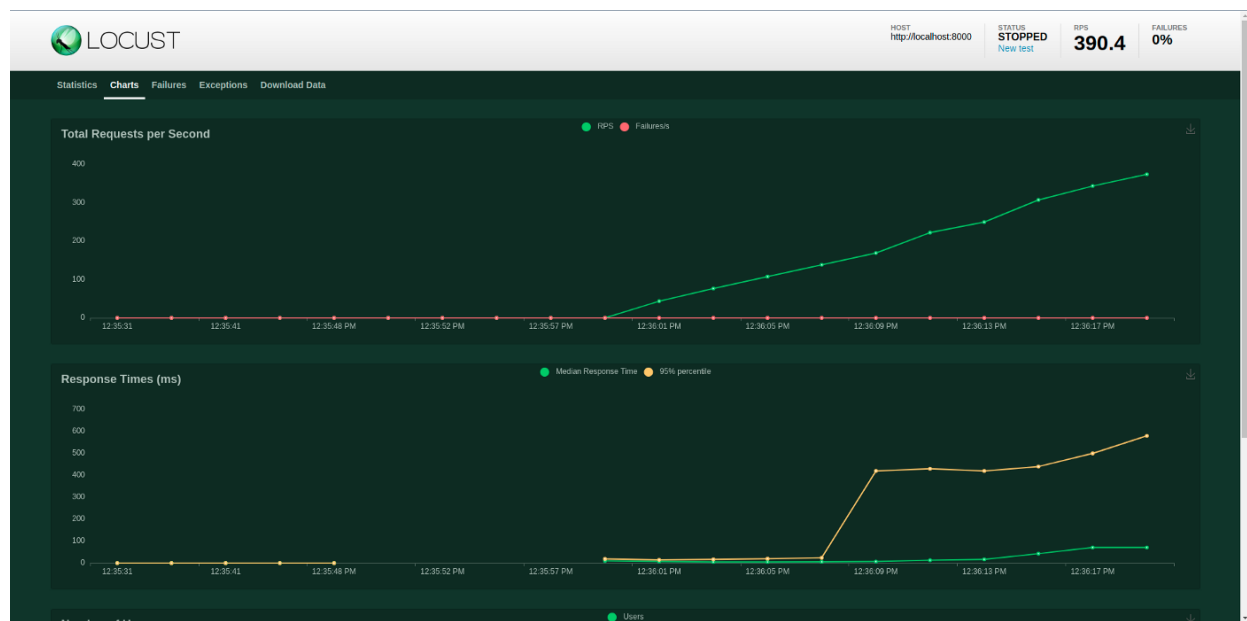 LOCUST
HOST
http://localhost:8000
STATUS
STOPPED
New test
RPS
390.4
FAILURES
0%
Statistics Charts Failures Exceptions Download Data
Total Requests per Second
RPS Failures/s
400
300
200
100
0
12:35:31 12:35:41 12:35:48 PM 12:35:52 PM 12:35:57 PM 12:36:01 PM 12:36:05 PM 12:36:09 PM 12:36:13 PM 12:36:17 PM
Response Times (ms)
Median Response Time 95% percentile
700
600
500
400
300
200
100
0
12:35:31 12:35:41 12:35:48 PM 12:35:52 PM 12:35:57 PM 12:36:01 PM 12:36:05 PM 12:36:09 PM 12:36:13 PM 12:36:17 PM
Users